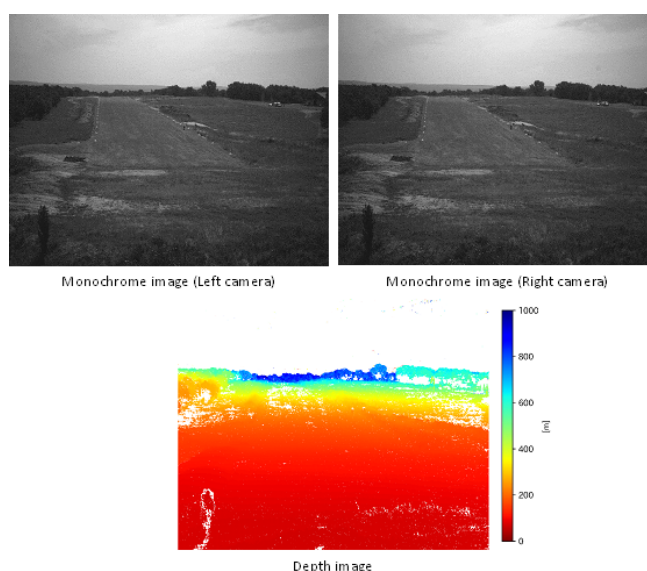 Monochrome image (Left camera)
Monochrome image (Right camera)
1000
800
600
400
200
0
[m]
Depth image